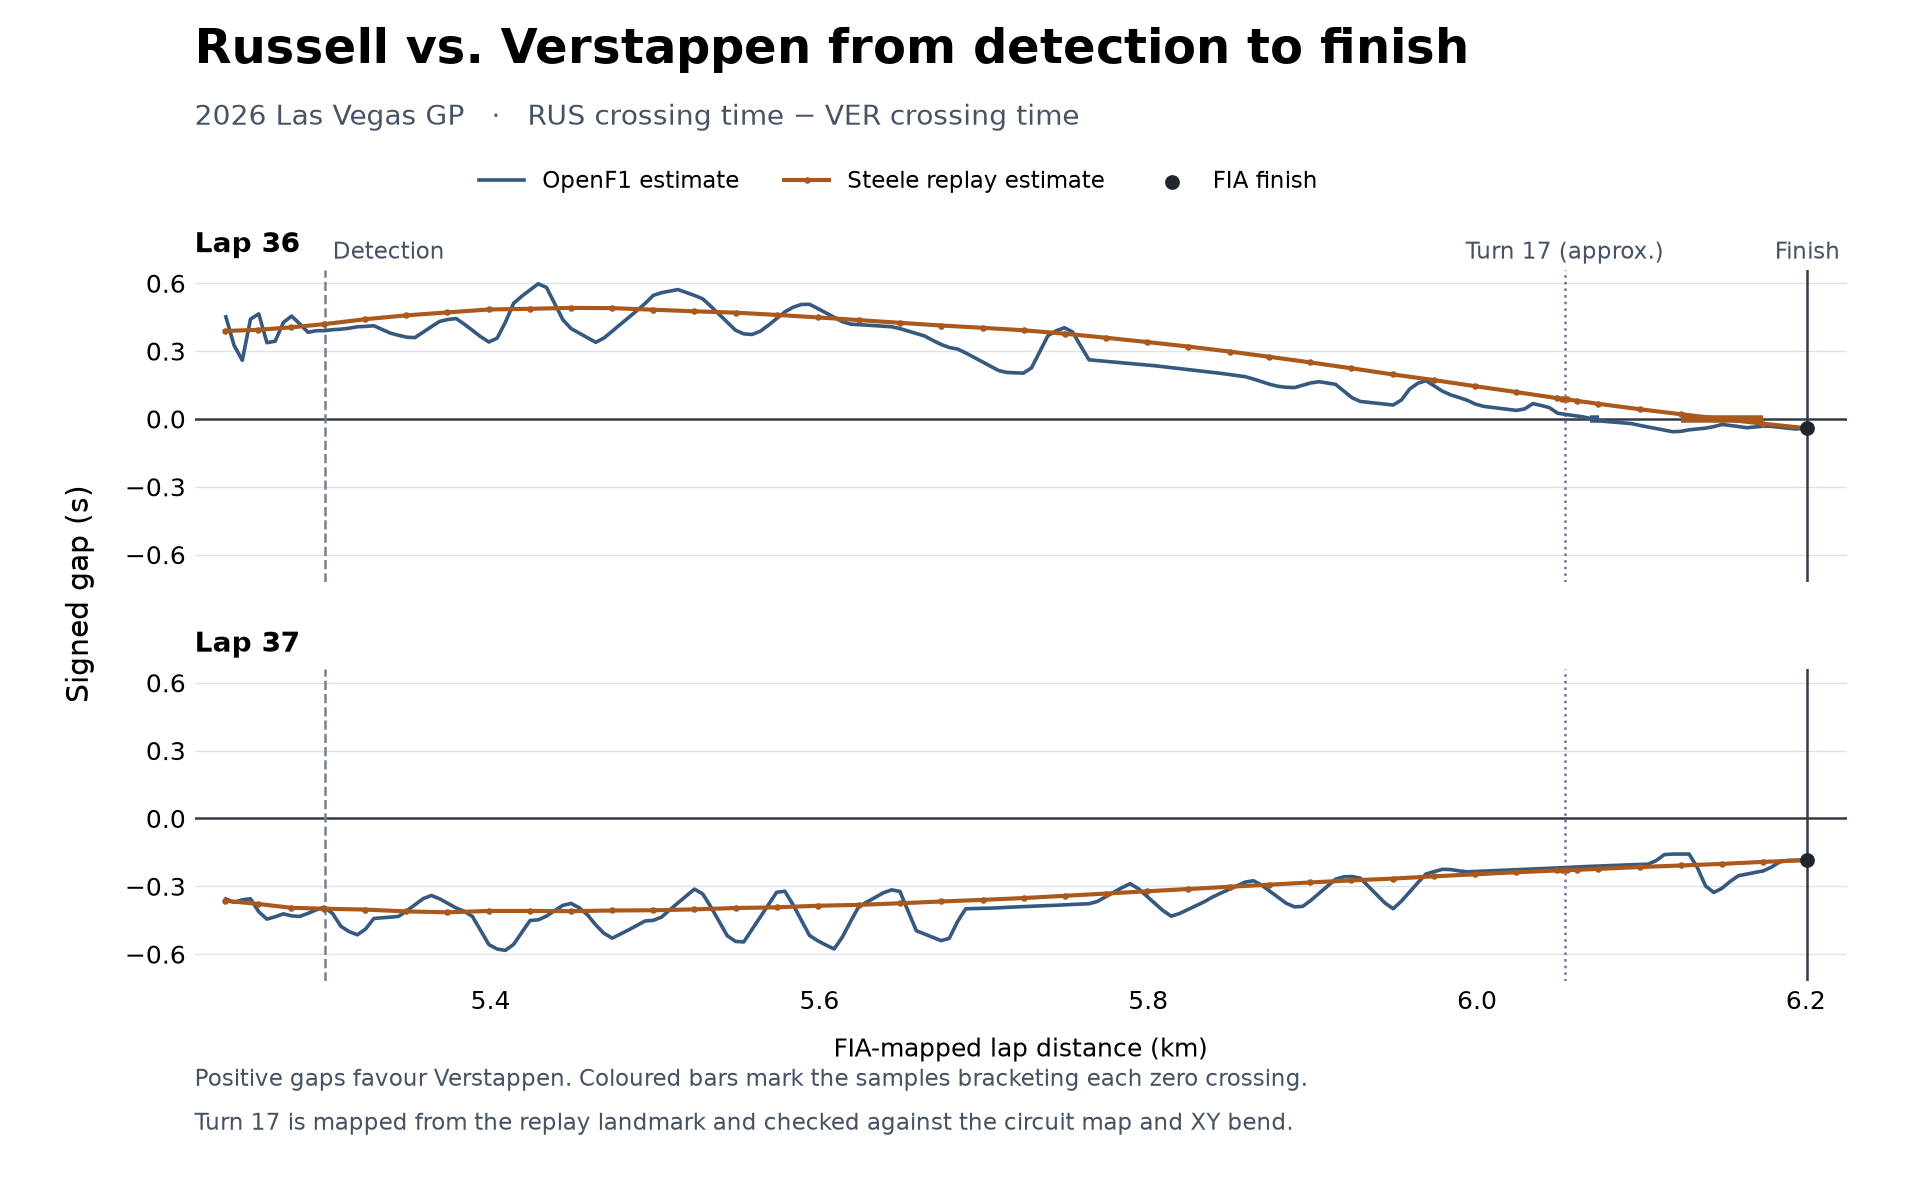 Russell vs. Verstappen from detection to finish
2026 Las Vegas GP · RUS crossing time − VER crossing time
OpenF1 estimate
Steele replay estimate
FIA finish
Lap 36
Detection
Turn 17 (approx.)
Finish
0.6
0.3
0.0
−0.3
−0.6
Signed gap (s)
Lap 37
0.6
0.3
0.0
−0.3
−0.6
5.4
5.6
5.8
6.0
6.2
FIA-mapped lap distance (km)
Positive gaps favour Verstappen. Coloured bars mark the samples bracketing each zero crossing.
Turn 17 is mapped from the replay landmark and checked against the circuit map and XY bend.